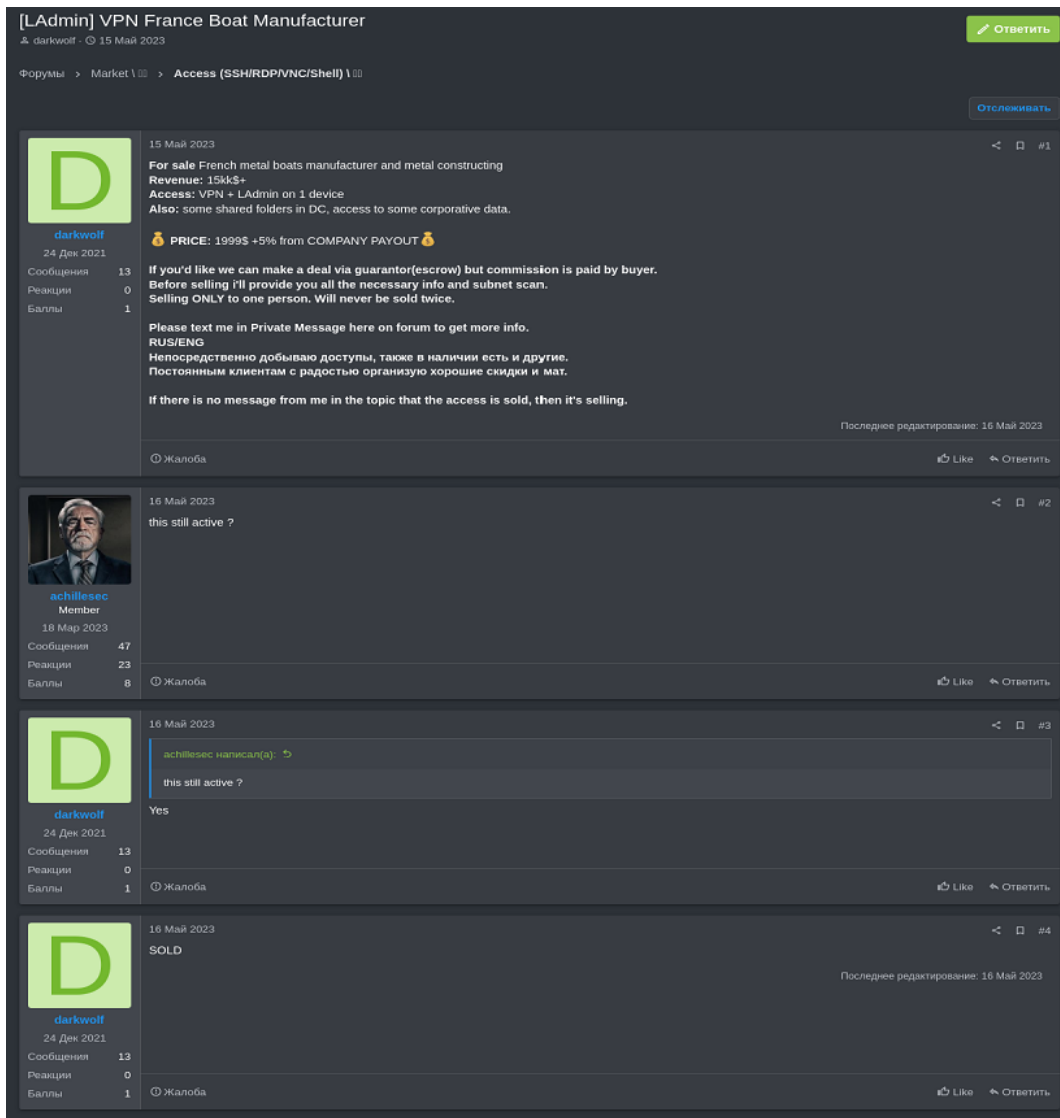 [LAdmin] VPN France Boat Manufacturer
darkwolf · 15 Май 2023
Ответить
Форумы > Market \ > Access (SSH/RDP/VNC/Shell) \
Отслеживать
D
darkwolf
24 Дек 2021
Сообщения 13
Реакции 0
Баллы 1
15 Май 2023
#1
For sale French metal boats manufacturer and metal constructing
Revenue: 15kk$+
Access: VPN + LAdmin on 1 device
Also: some shared folders in DC, access to some corporative data.
💰 PRICE: 1999$ +5% from COMPANY PAYOUT💰
If you'd like we can make a deal via guarantor(escrow) but commission is paid by buyer.
Before selling i'll provide you all the necessary info and subnet scan.
Selling ONLY to one person. Will never be sold twice.
Please text me in Private Message here on forum to get more info.
RUS/ENG
Непосредственно добываю доступы, также в наличии есть и другие.
Постоянным клиентам с радостью организую хорошие скидки и мат.
If there is no message from me in the topic that the access is sold, then it's selling.
Последнее редактирование: 16 Май 2023
Жалоба
Like Ответить
achillesec
Member
18 Мар 2023
Сообщения 47
Реакции 23
Баллы 8
16 Май 2023
#2
this still active ?
Жалоба
Like Ответить
D
darkwolf
24 Дек 2021
Сообщения 13
Реакции 0
Баллы 1
16 Май 2023
#3
achillesec написал(а):
this still active ?
Yes
Жалоба
Like Ответить
D
darkwolf
24 Дек 2021
Сообщения 13
Реакции 0
Баллы 1
16 Май 2023
#4
SOLD
Последнее редактирование: 16 Май 2023
Жалоба
Like Ответить